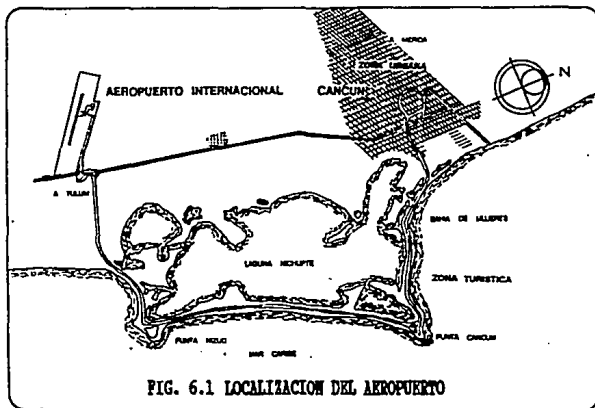 A MERIDA
ZONA URBANA
AEROPUERTO INTERNACIONAL CANCUN
N
A TULUM
BAHIA DE MUJERES
LAGUNA NICHUPTE
ZONA TURISTICA
PUNTA NIZUC
PUNTA CANCUN
MAR CARIBE
FIG. 6.1 LOCALIZACION DEL AEROPUERTO